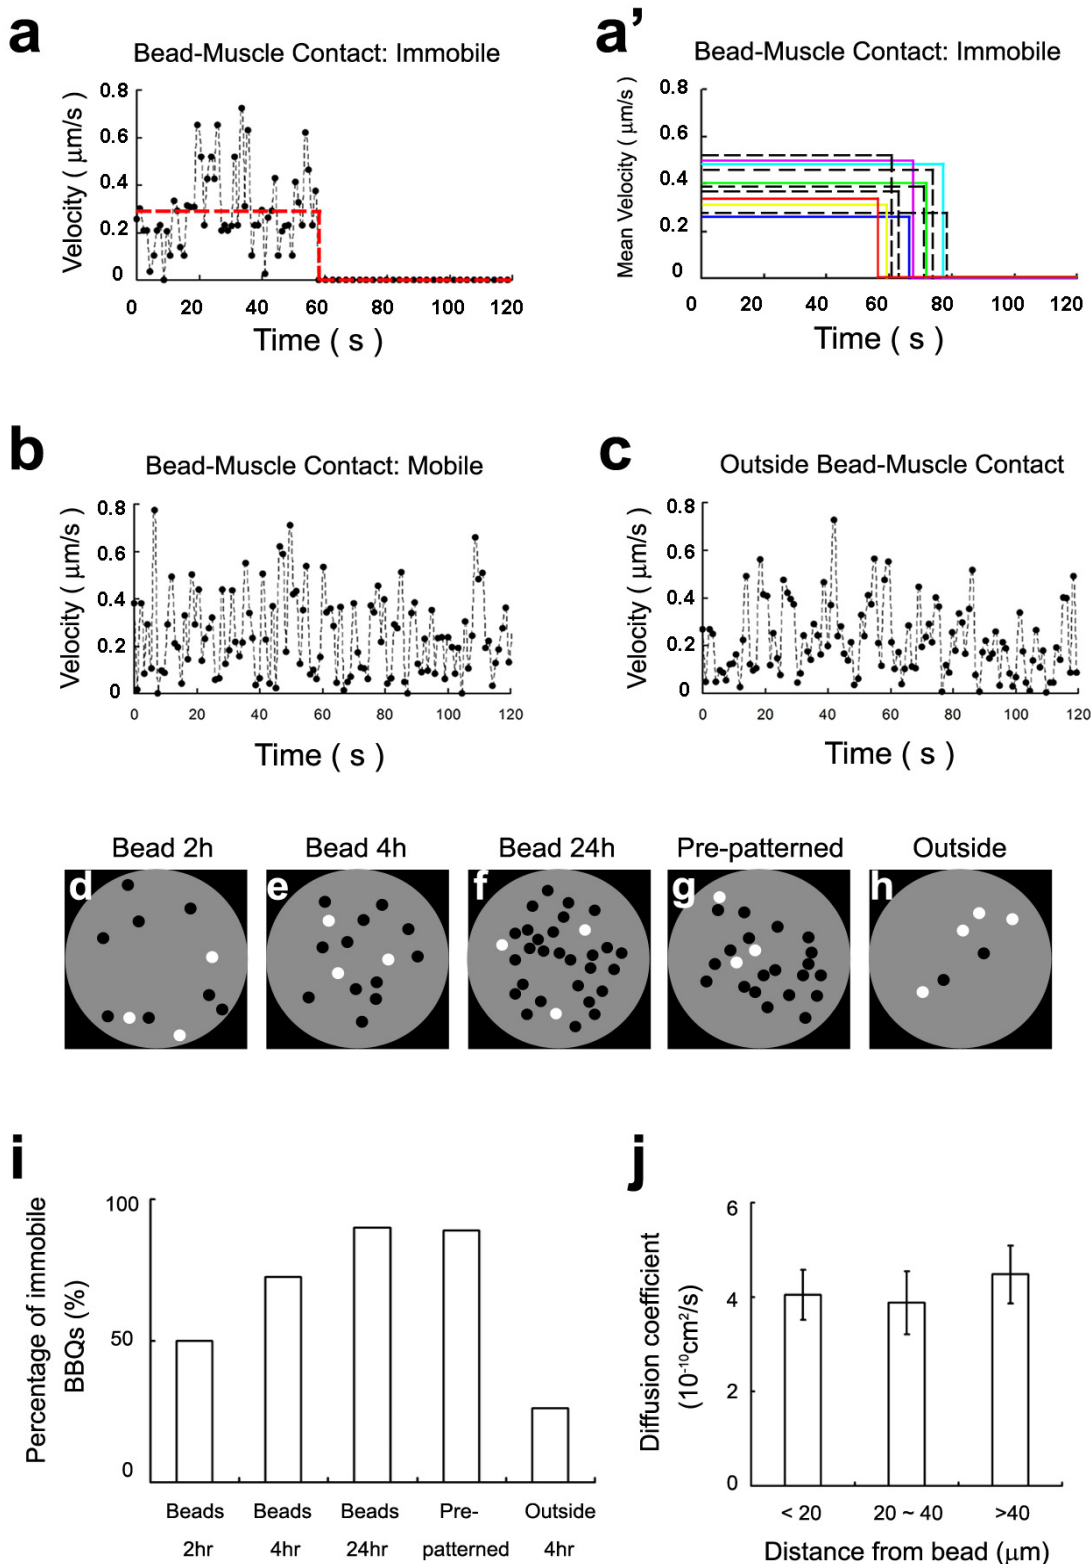 a
Bead-Muscle Contact: Immobile
Velocity ( μm/s )
0.8
0.6
0.4
0.2
0
0 20 40 60 80 100 120
Time ( s )
a’
Bead-Muscle Contact: Immobile
Mean Velocity ( μm/s )
0.8
0.6
0.4
0.2
0
0 20 40 60 80 100 120
Time ( s )
b
Bead-Muscle Contact: Mobile
Velocity ( μm/s )
0.8
0.6
0.4
0.2
0
0 20 40 60 80 100 120
Time ( s )
c
Outside Bead-Muscle Contact
Velocity ( μm/s )
0.8
0.6
0.4
0.2
0
0 20 40 60 80 100 120
Time ( s )
Bead 2h
d
Bead 4h
e
Bead 24h
f
Pre-patterned
g
Outside
h
i
Percentage of immobile
BBQs (%)
100
50
0
Beads
2hr
Beads
4hr
Beads
24hr
Pre-
patterned
Outside
4hr
j
Diffusion coefficient
(10⁻¹⁰cm²/s)
6
4
2
0
< 20 20 ~ 40 >40
Distance from bead (μm)